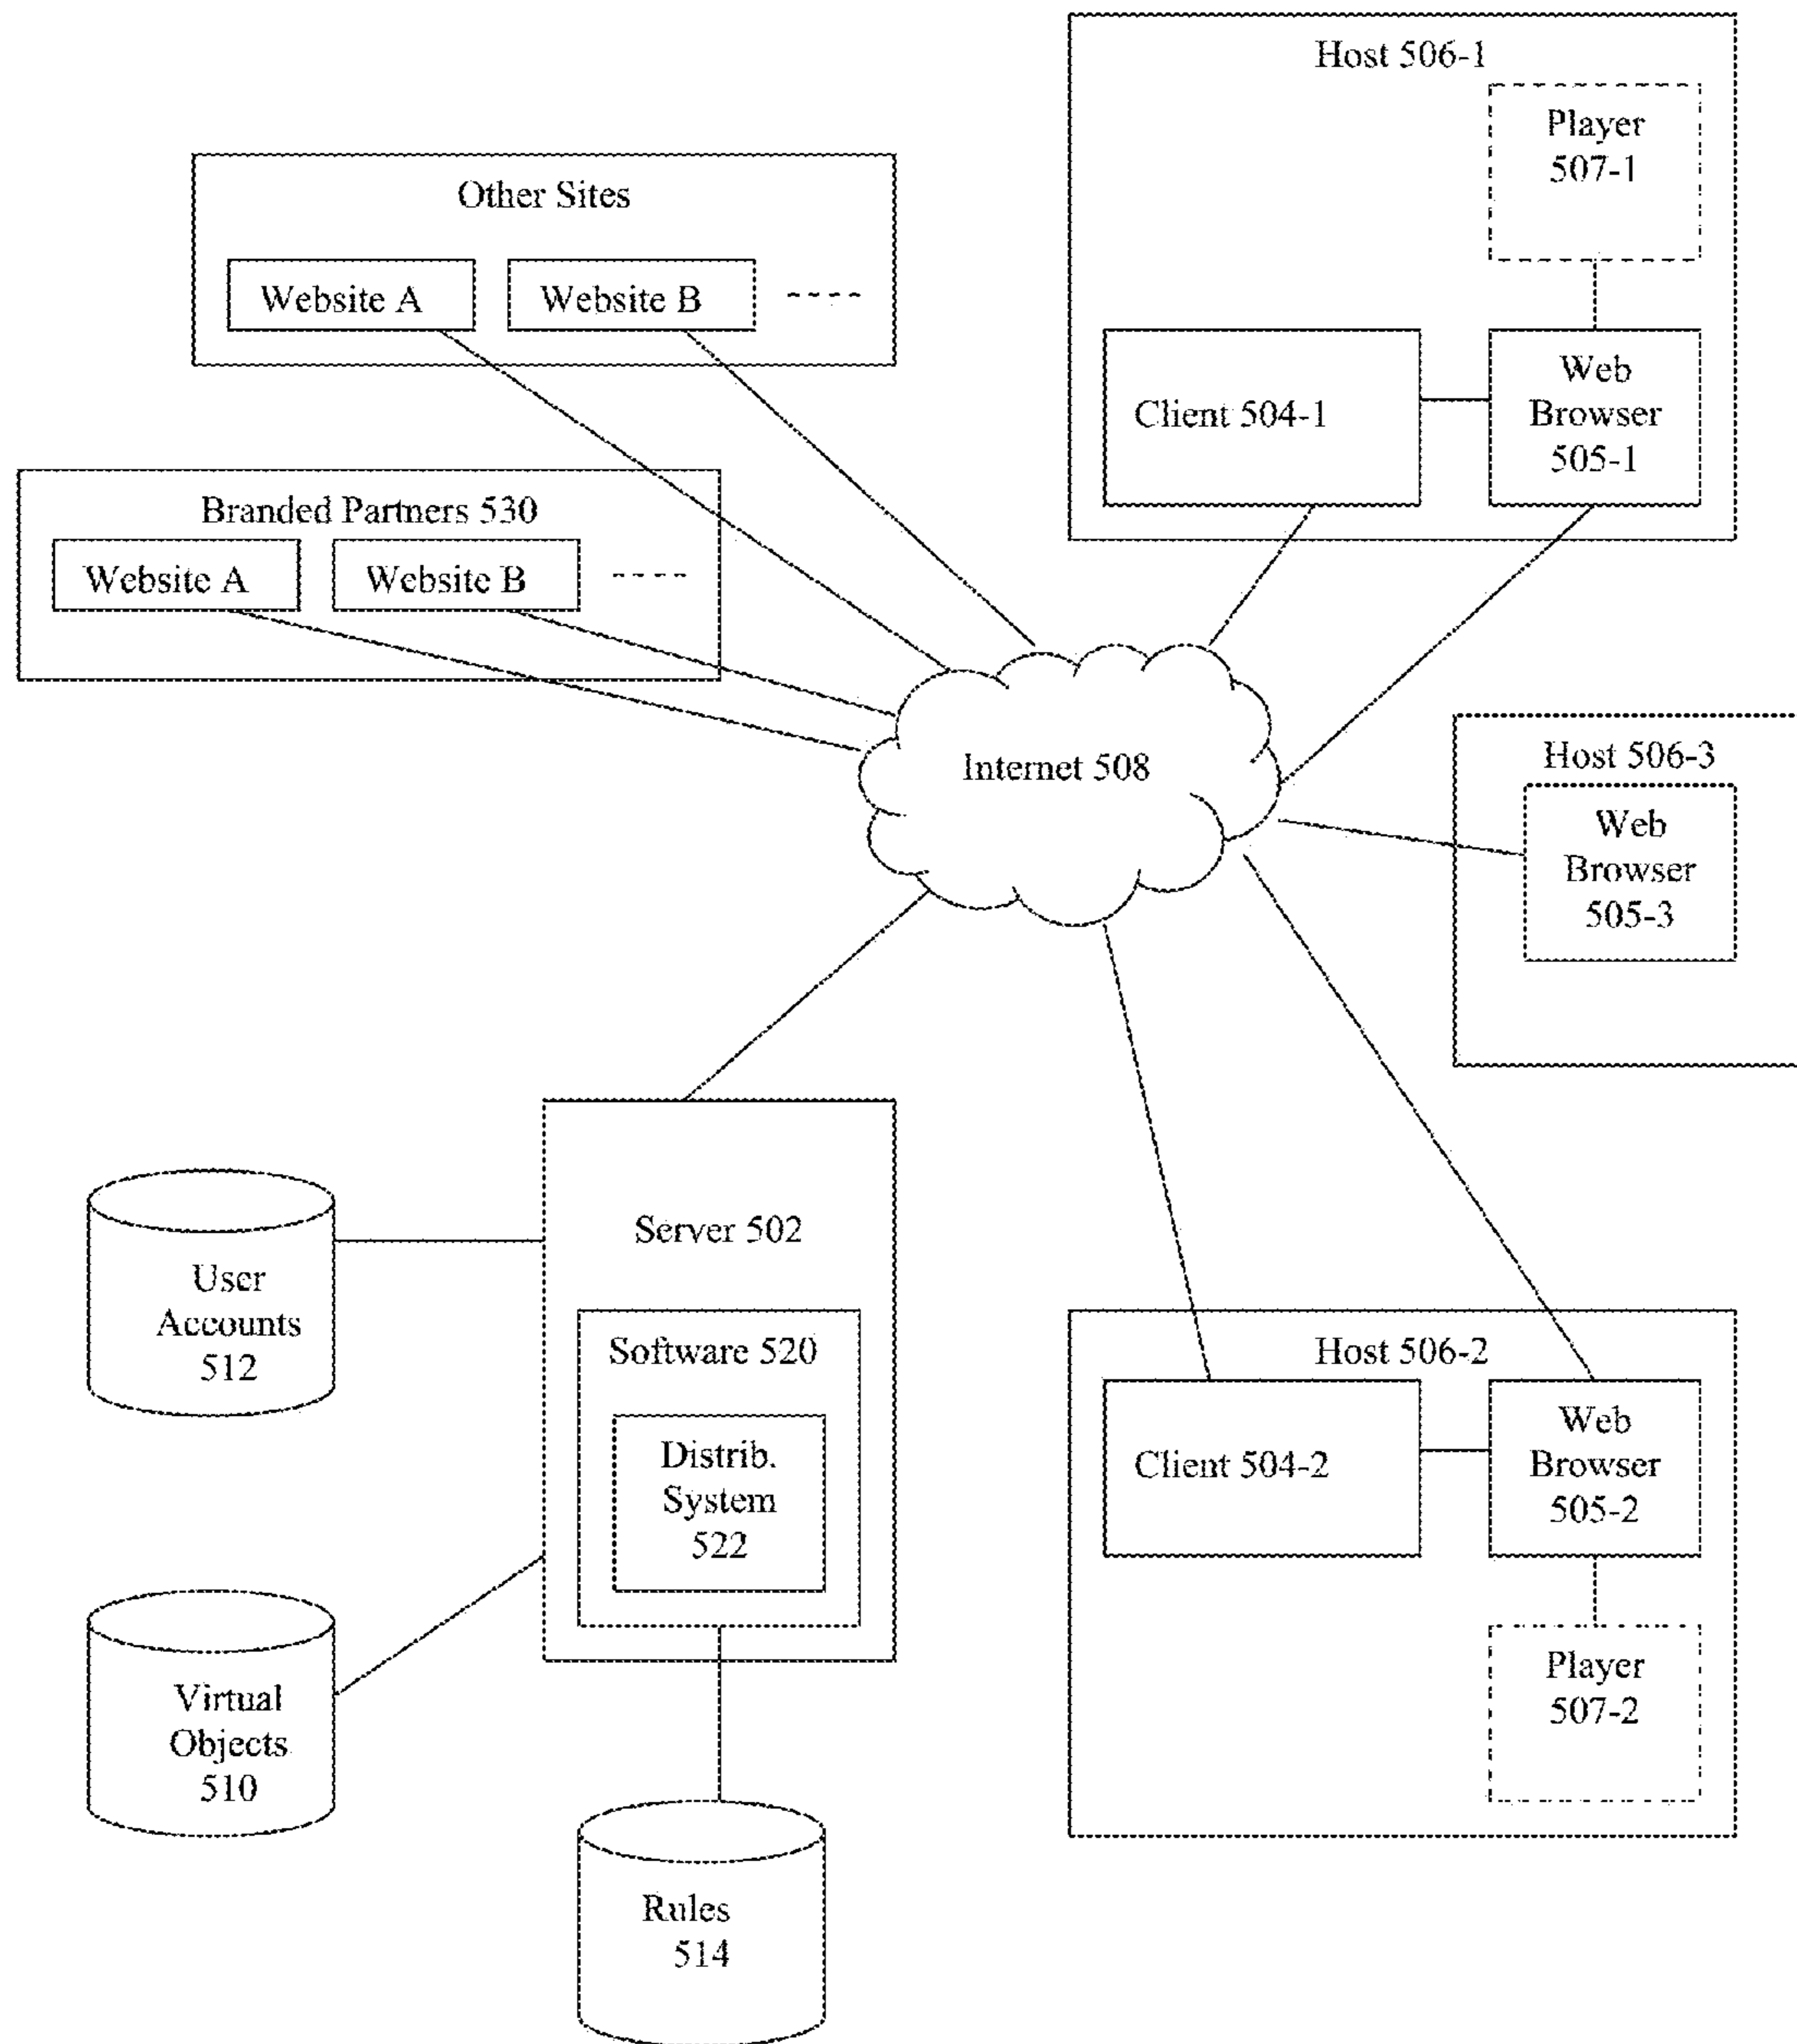 Host 506-1
Player
507-1
Other Sites
Website A
Website B
Client 504-1
Web
Browser
505-1
Branded Partners 530
Website A
Website B
Internet 508
Host 506-3
Web
Browser
505-3
Server 502
User
Accounts
512
Software 520
Distrib.
System
522
Host 506-2
Client 504-2
Web
Browser
505-2
Player
507-2
Virtual
Objects
510
Rules
514